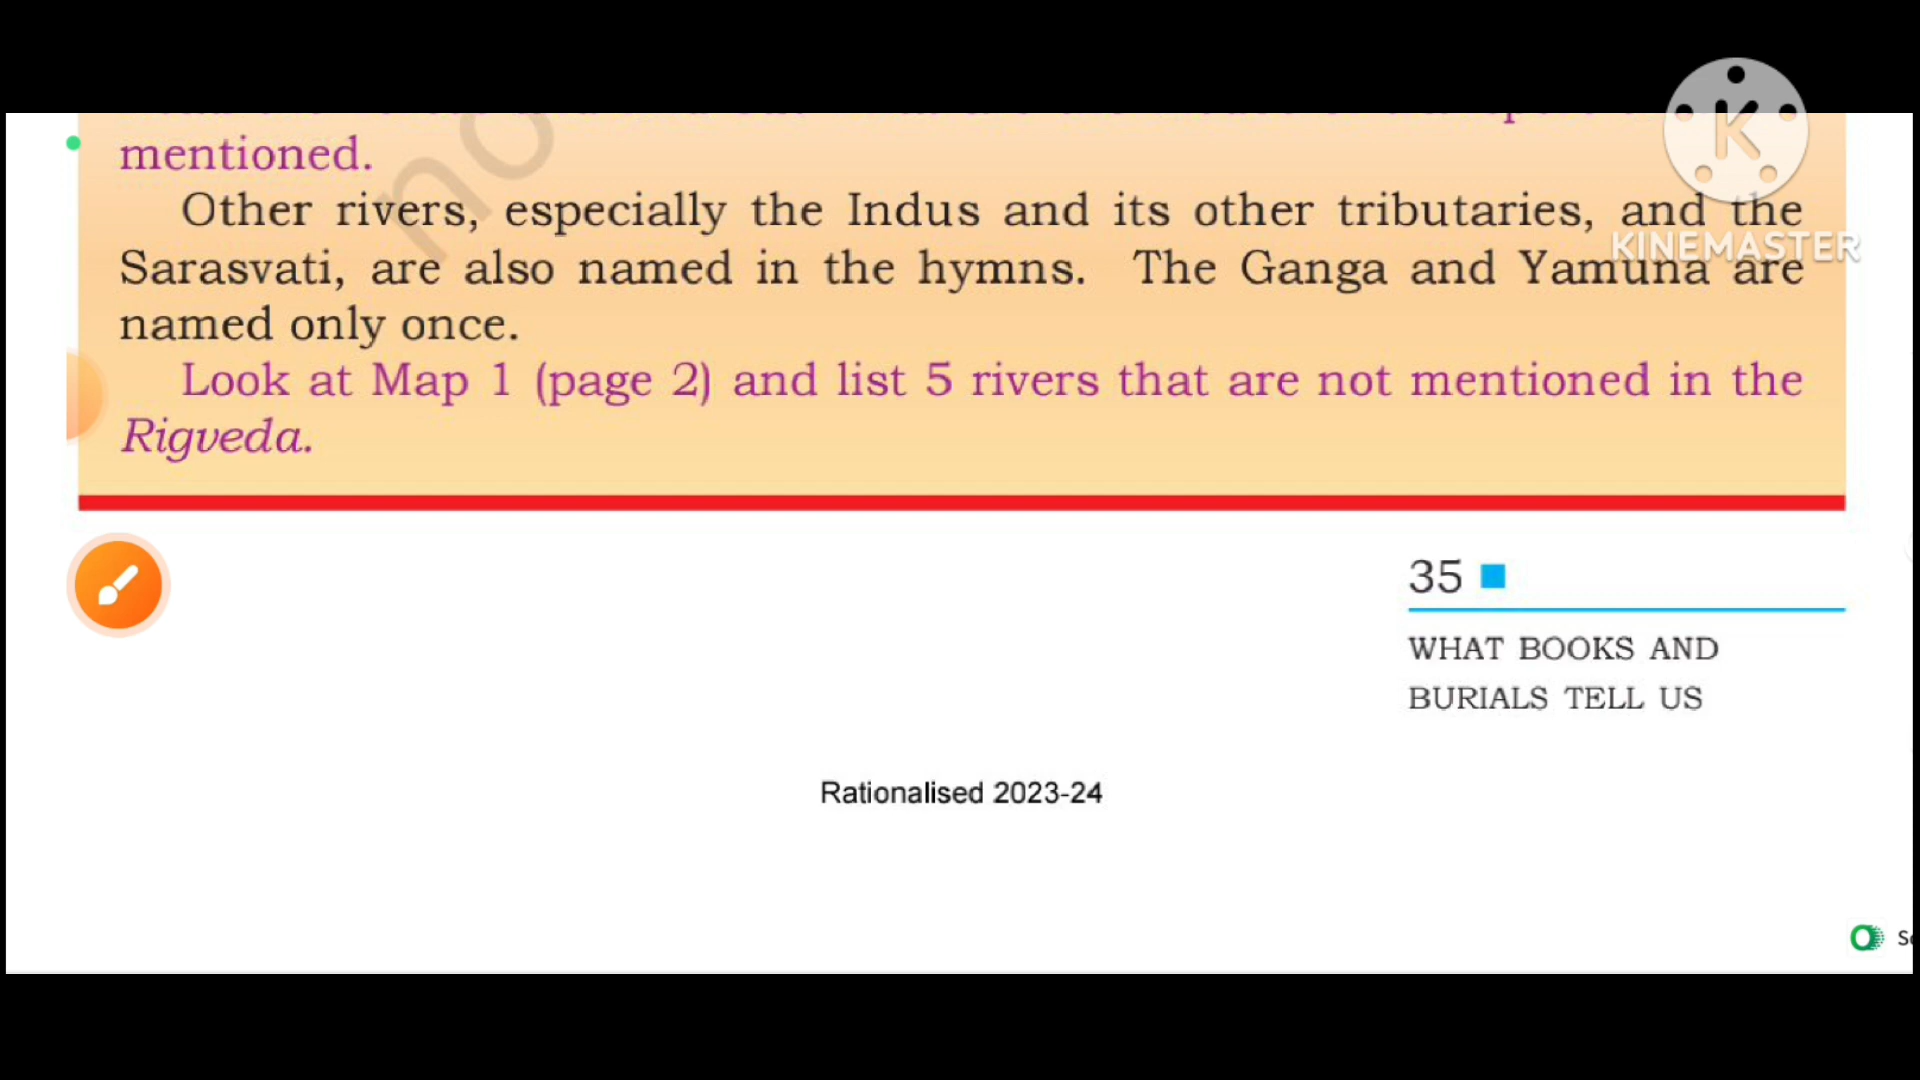 mentioned.
Other rivers, especially the Indus and its other tributaries, and the
Sarasvati, are also named in the hymns. The Ganga and Yamuna are
named only once.
Look at Map 1 (page 2) and list 5 rivers that are not mentioned in the
Rigveda.
35
WHAT BOOKS AND
BURIALS TELL US
Rationalised 2023-24
K
KINEMASTER
no